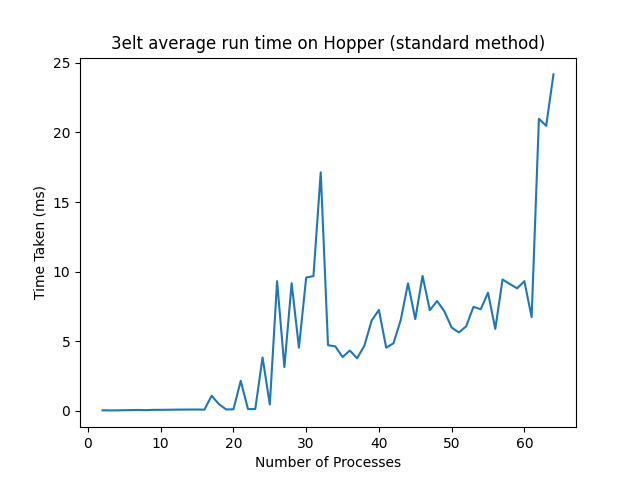 3elt average run time on Hopper (standard method)
25
20
15
10
5
0
Time Taken (ms)
0 10 20 30 40 50 60
Number of Processes